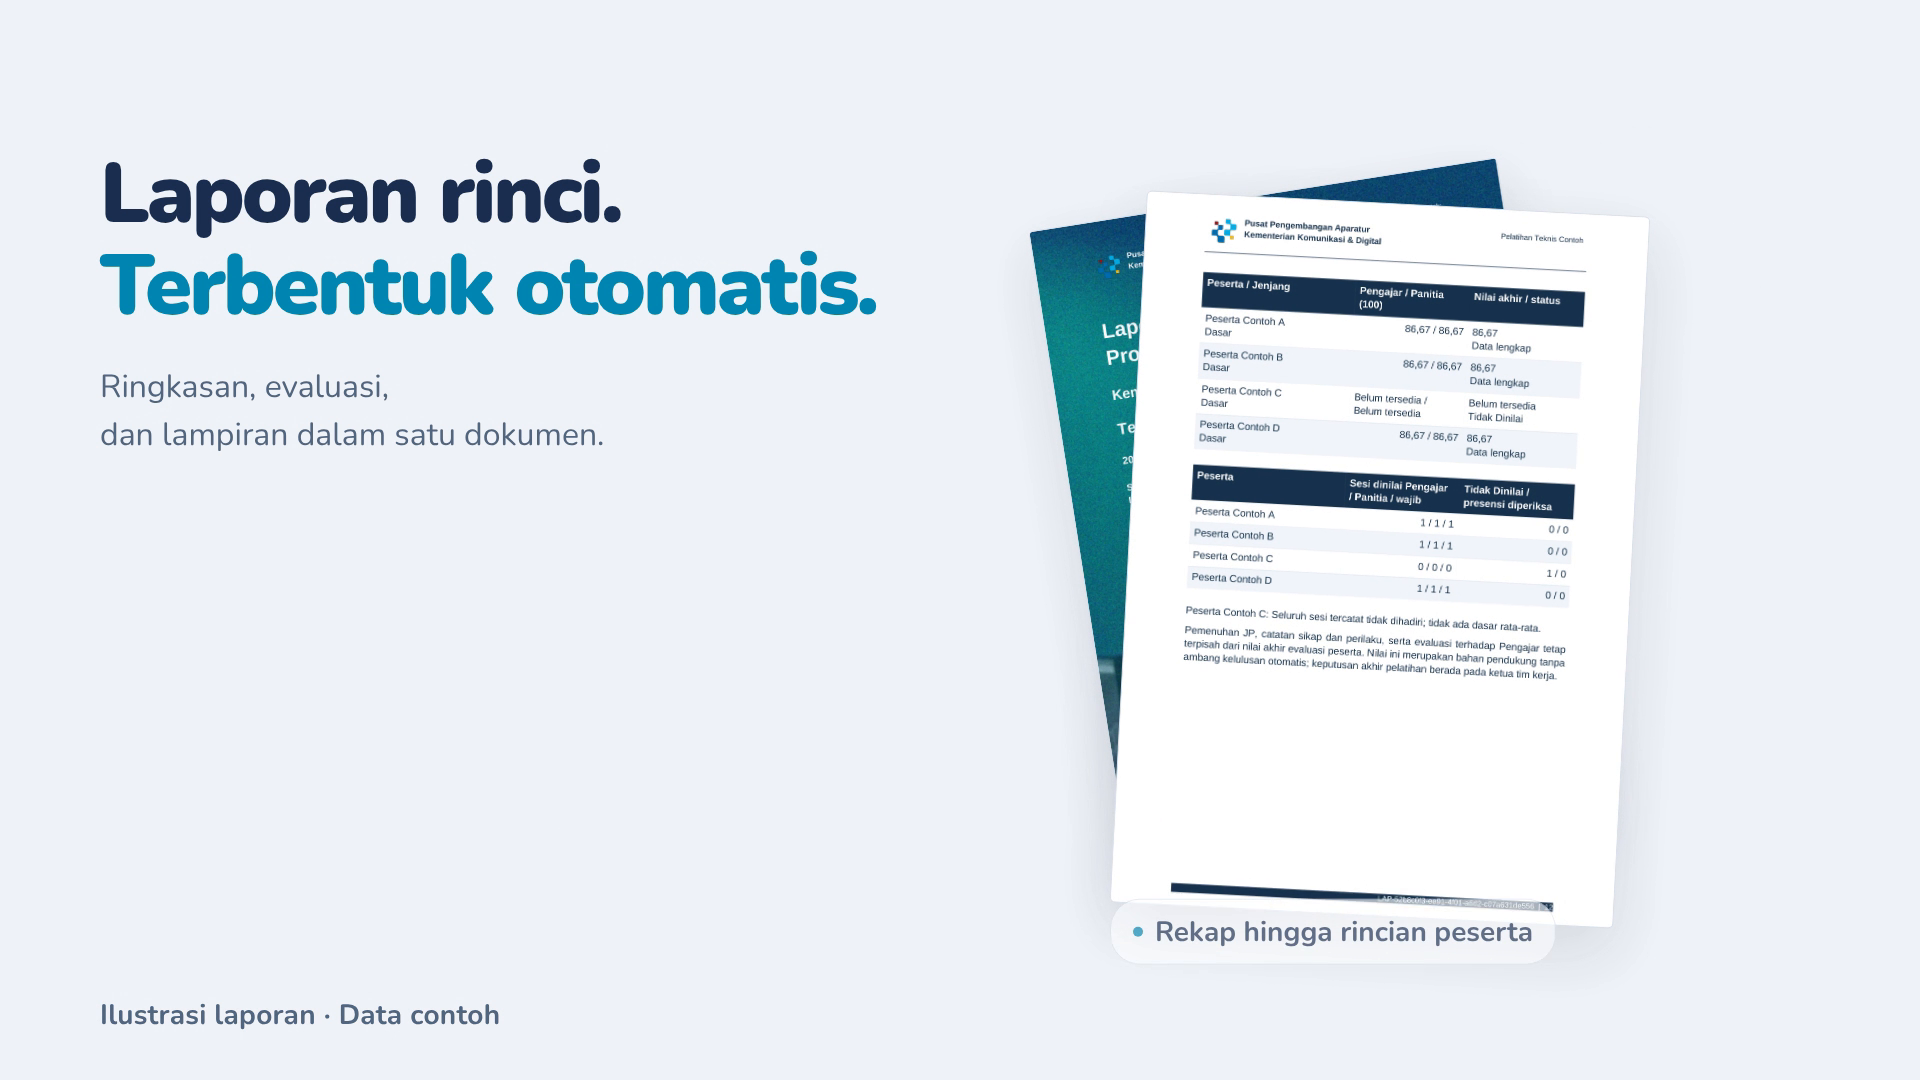 Laporan rinci.
Terbentuk otomatis.
Ringkasan, evaluasi,
dan lampiran dalam satu dokumen.
Pusat Pengembangan Aparatur
Kementerian Komunikasi & Digital
Pelatihan Teknis Contoh
Peserta / Jenjang
Pengajar / Panitia
(100)
Nilai akhir / status
Peserta Contoh A
Dasar
86,67 / 86,67
86,67
Data lengkap
Peserta Contoh B
Dasar
86,67 / 86,67
86,67
Data lengkap
Peserta Contoh C
Dasar
Belum tersedia /
Belum tersedia
Belum tersedia
Tidak Dinilai
Peserta Contoh D
Dasar
86,67 / 86,67
86,67
Data lengkap
Peserta
Sesi dinilai Pengajar
/ Panitia / wajib
Tidak Dinilai /
presensi diperiksa
Peserta Contoh A
1 / 1 / 1
0 / 0
Peserta Contoh B
1 / 1 / 1
0 / 0
Peserta Contoh C
0 / 0 / 0
1 / 0
Peserta Contoh D
1 / 1 / 1
0 / 0
Peserta Contoh C: Seluruh sesi tercatat tidak dihadiri; tidak ada dasar rata-rata.
Pemenuhan JP, catatan sikap dan perilaku, serta evaluasi terhadap Pengajar tetap
terpisah dari nilai akhir evaluasi peserta. Nilai ini merupakan bahan pendukung tanpa
ambang kelulusan otomatis; keputusan akhir pelatihan berada pada ketua tim kerja.
Rekap hingga rincian peserta
Ilustrasi laporan · Data contoh